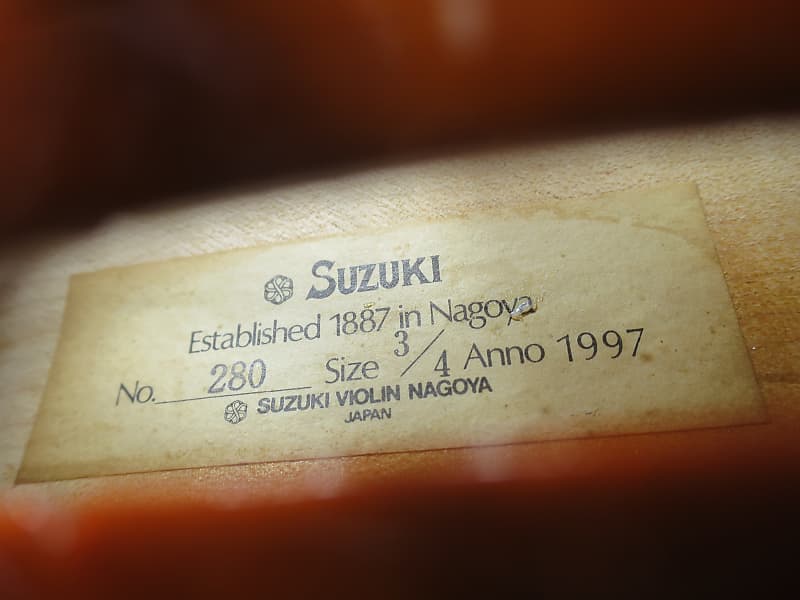 SUZUKI
Established 1887 in Nagoya
No. 280 Size 3/4 Anno 1997
SUZUKI VIOLIN NAGOYA
JAPAN